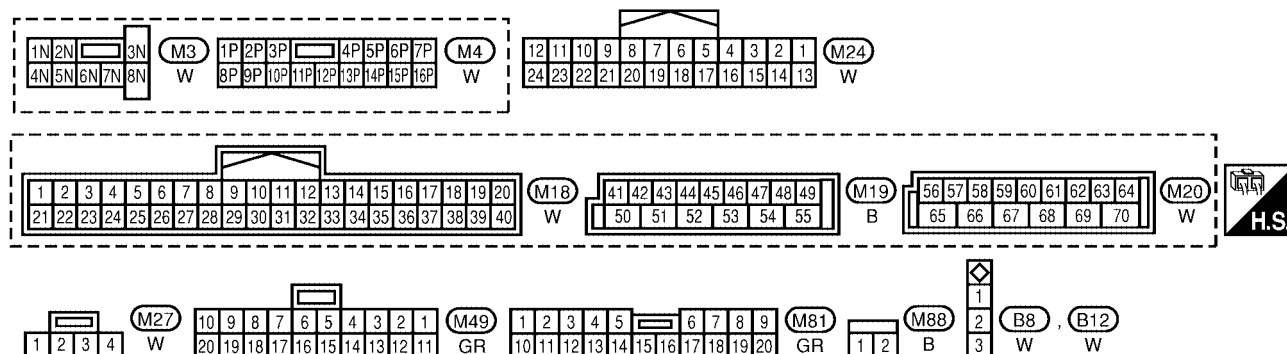 1N 2N 3N M3 1P 2P 3P 4P 5P 6P 7P M4 12 11 10 9 8 7 6 5 4 3 2 1 M24
4N 5N 6N 7N 8N W 8P 9P 10P 11P 12P 13P 14P 15P 16P W 24 23 22 21 20 19 18 17 16 15 14 13 W
1 2 3 4 5 6 7 8 9 10 11 12 13 14 15 16 17 18 19 20 M18 41 42 43 44 45 46 47 48 49 M19 56 57 58 59 60 61 62 63 64 M20
21 22 23 24 25 26 27 28 29 30 31 32 33 34 35 36 37 38 39 40 W 50 51 52 53 54 55 B 65 66 67 68 69 70 W
H.S.
1 2 3 4 M27 W
10 9 8 7 6 5 4 3 2 1 M49
20 19 18 17 16 15 14 13 12 11 GR
1 2 3 4 5 6 7 8 9 M81
10 11 12 13 14 15 16 17 18 19 20 GR
1 2 M88 B
1
2 B8 , B12
3 W W